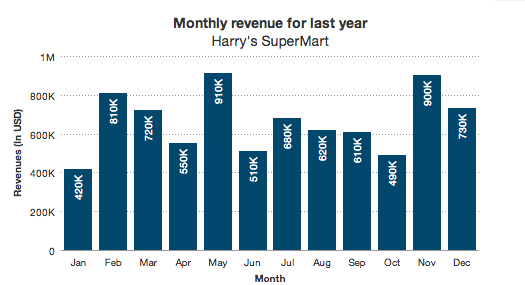 Monthly revenue for last year
Harry's SuperMart
1M
800K
600K
400K
200K
0
Revenues (In USD)
420K
810K
720K
550K
910K
510K
680K
620K
610K
490K
900K
730K
Jan Feb Mar Apr May Jun Jul Aug Sep Oct Nov Dec
Month